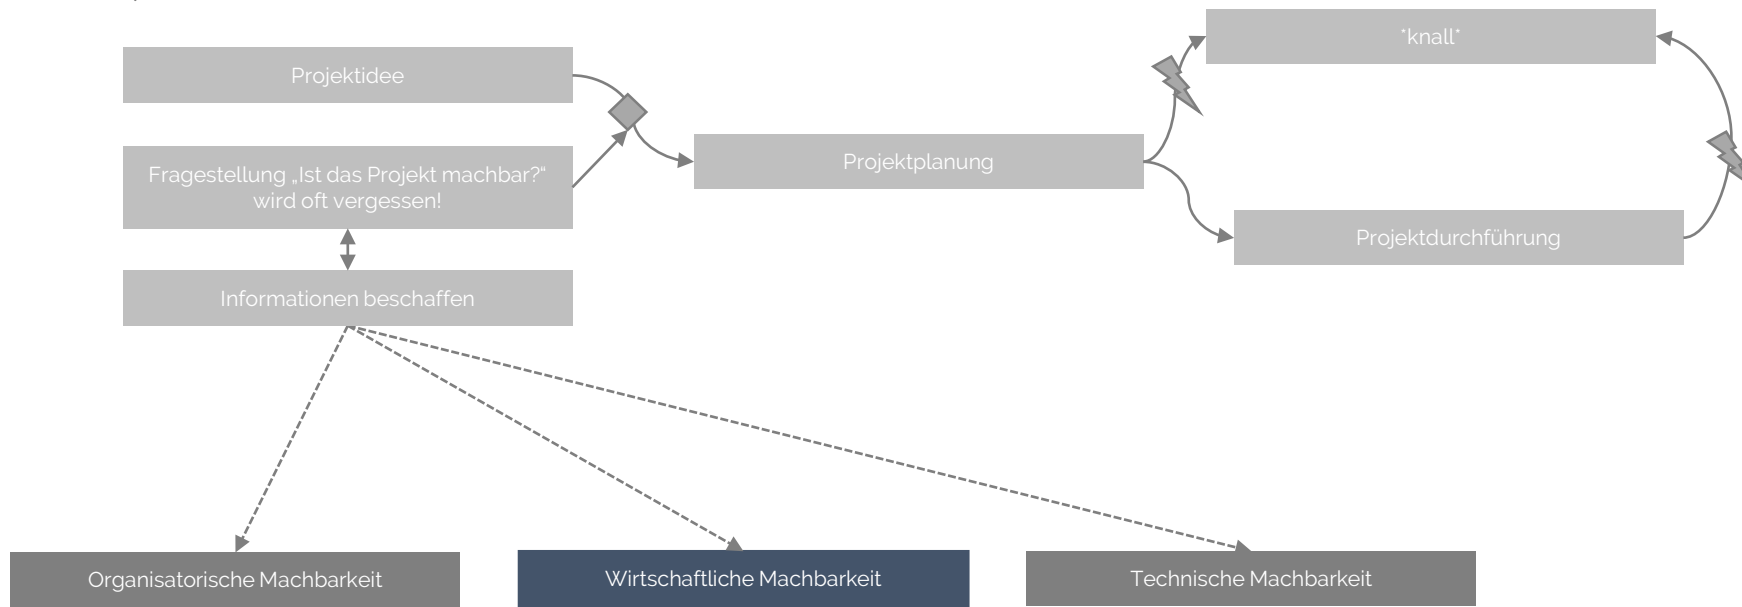 Projektidee
Fragestellung „Ist das Projekt machbar?“
wird oft vergessen!
Informationen beschaffen
Projektplanung
*knall*
Projektdurchführung
Organisatorische Machbarkeit
Wirtschaftliche Machbarkeit
Technische Machbarkeit